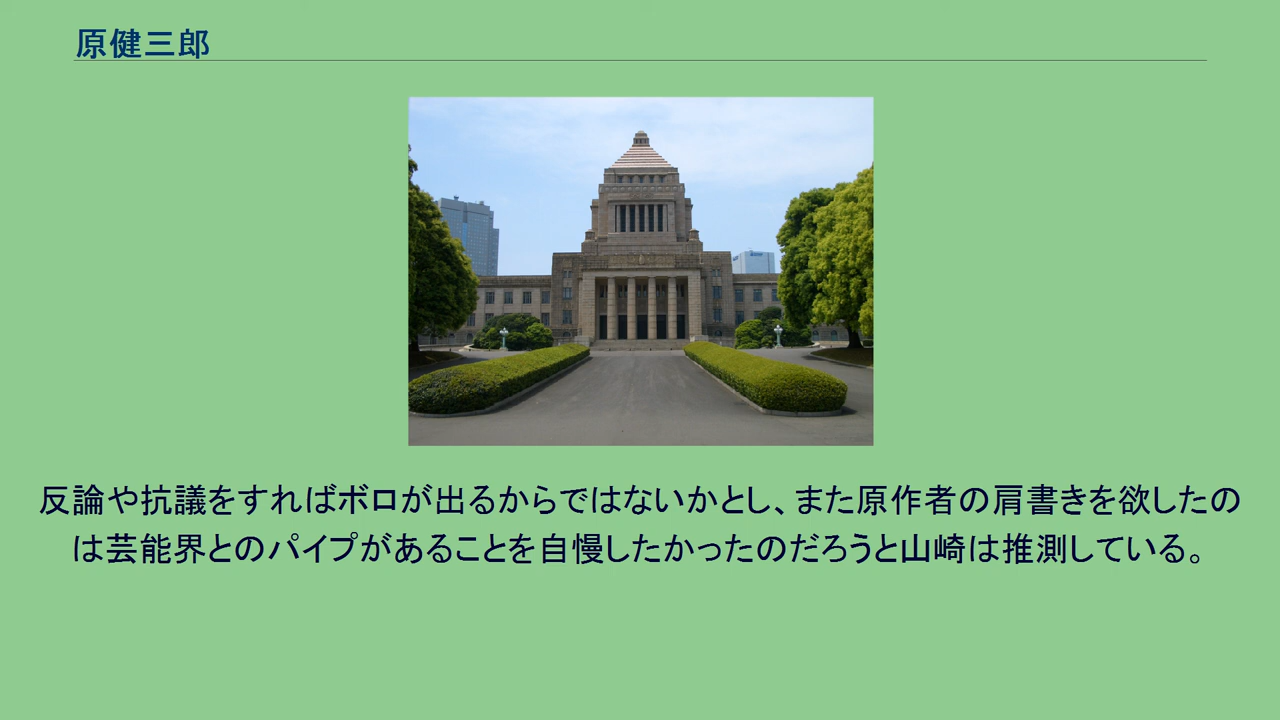 原健三郎
反論や抗議をすればボロが出るからではないかとし、また原作者の肩書きを欲したの
は芸能界とのパイプがあることを自慢したかったのだろうと山崎は推測している。